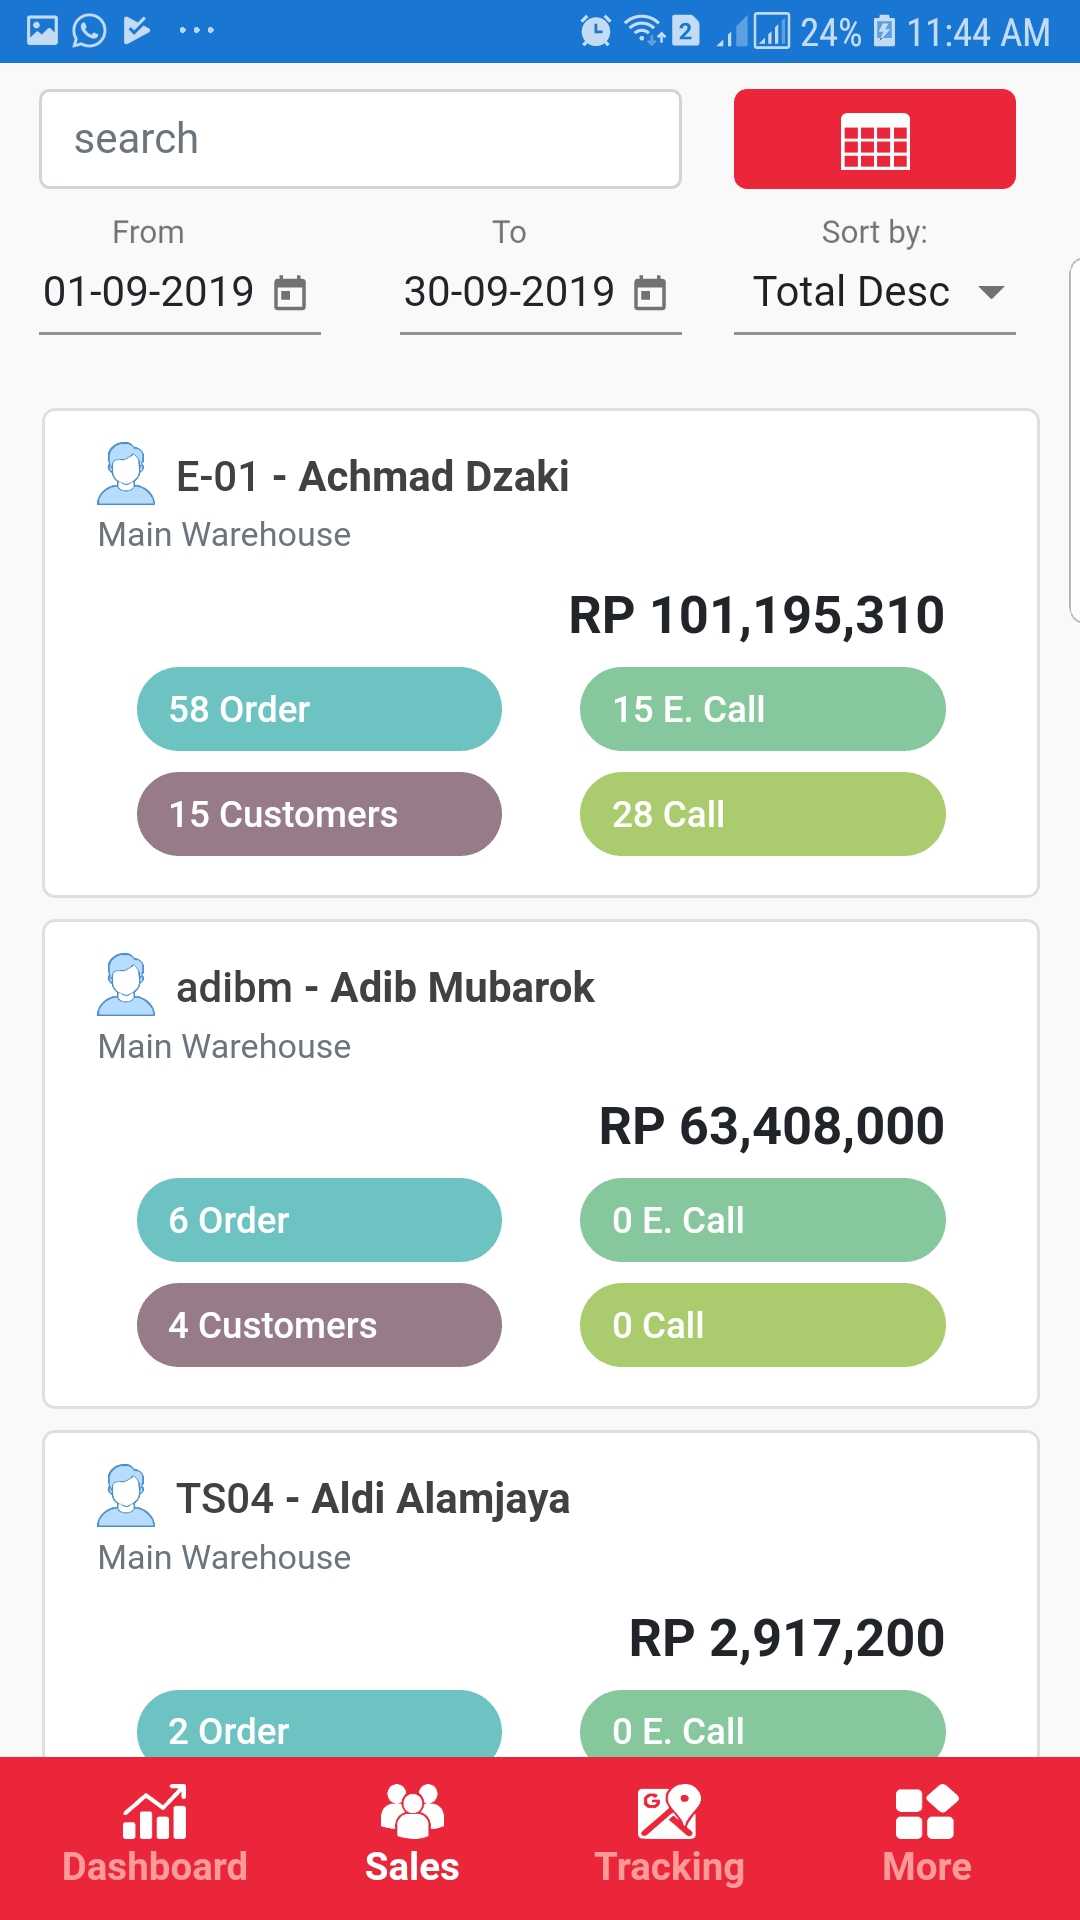 2 24% 11:44 AM
search
From To Sort by:
01-09-2019 30-09-2019 Total Desc
E-01 - Achmad Dzaki
Main Warehouse
RP 101,195,310
58 Order 15 E. Call
15 Customers 28 Call
adibm - Adib Mubarok
Main Warehouse
RP 63,408,000
6 Order 0 E. Call
4 Customers 0 Call
TS04 - Aldi Alamjaya
Main Warehouse
RP 2,917,200
2 Order 0 E. Call
G
Dashboard Sales Tracking More